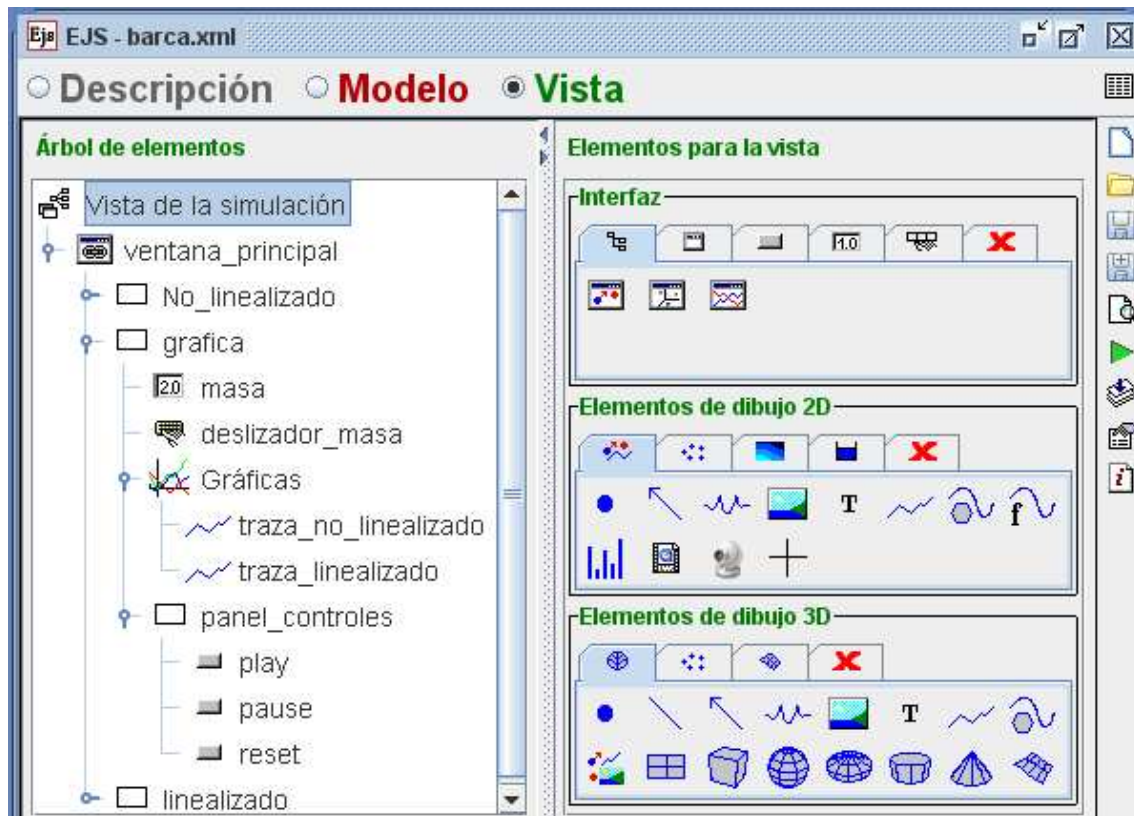 Ejs EJS - barca.xml
Descripción Modelo Vista
Árbol de elementos
Vista de la simulación
ventana_principal
No_linealizado
grafica
2.0 masa
deslizador_masa
Gráficas
traza_no_linealizado
traza_linealizado
panel_controles
play
pause
reset
linealizado
Elementos para la vista
Interfaz
1.0
Elementos de dibujo 2D
T
f
Elementos de dibujo 3D
T
i